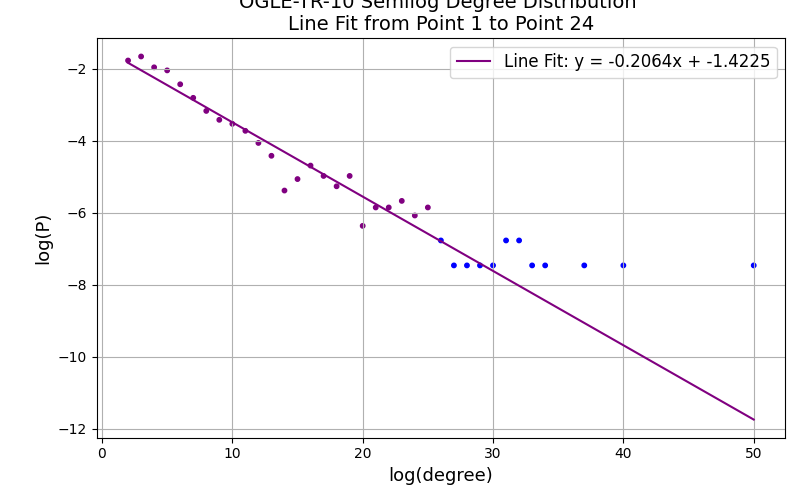 OGLE-TR-10 Semilog Degree Distribution
Line Fit from Point 1 to Point 24
Line Fit: y = -0.2064x + -1.4225
−2
−4
−6
−8
−10
−12
log(P)
0 10 20 30 40 50
log(degree)